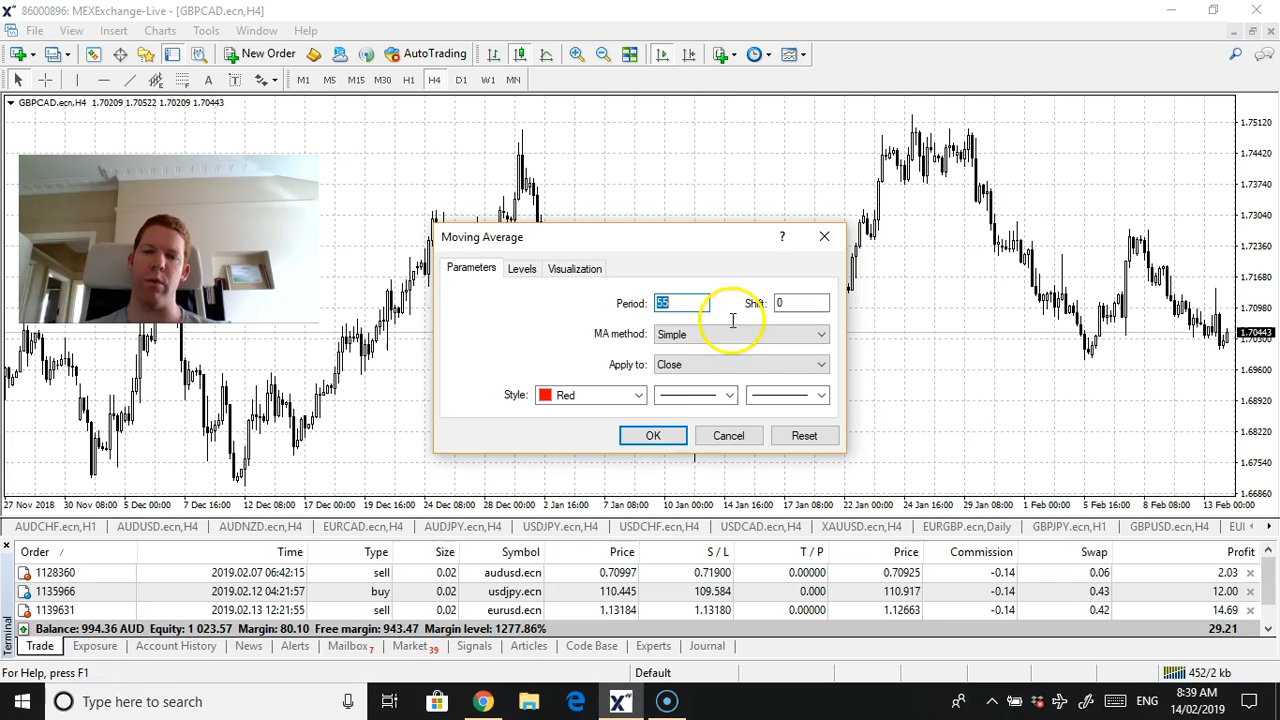 86000896: MEXExchange-Live - [GBPCAD.ecn,H4]
File View Insert Charts Tools Window Help
New Order AutoTrading
A T M1 M5 M15 M30 H1 H4 D1 W1 MN
GBPCAD.ecn,H4 1.70209 1.70522 1.70209 1.70443
1.75120
1.74420
1.73740
1.72980
1.72360
1.71680
1.70980
1.70443
1.70300
1.69600
1.68920
1.68220
1.67540
1.66860
Moving Average ?
Parameters Levels Visualization
Period: 55 Shift: 0
MA method: Simple
Apply to: Close
Style: Red
OK Cancel Reset
27 Nov 2018 30 Nov 08:00 5 Dec 00:00 7 Dec 16:00 12 Dec 08:00 17 Dec 00:00 19 Dec 16:00 24 Dec 08:00 28 Dec 00:00 2 Jan 16:00 7 Jan 08:00 10 Jan 00:00 14 Jan 16:00 17 Jan 08:00 22 Jan 00:00 24 Jan 16:00 29 Jan 08:00 1 Feb 00:00 5 Feb 16:00 8 Feb 08:00 13 Feb 00:00
AUDCHF.ecn,H1 AUDUSD.ecn,H4 AUDNZD.ecn,H4 EURCAD.ecn,H4 AUDJPY.ecn,H4 USDJPY.ecn,H4 USDCHF.ecn,H4 USDCAD.ecn,H4 XAUUSD.ecn,H4 EURGBP.ecn,Daily GBPJPY.ecn,H1 GBPUSD.ecn,H4 EUI
Order / Time Type Size Symbol Price S / L T / P Price Commission Swap Profit
1128360 2019.02.07 06:42:15 sell 0.02 audusd.ecn 0.70997 0.71900 0.00000 0.70925 -0.14 0.06 2.03
1135966 2019.02.12 04:21:57 buy 0.02 usdjpy.ecn 110.445 109.584 0.000 110.917 -0.14 0.43 12.00
1139631 2019.02.13 12:21:55 sell 0.02 eurusd.ecn 1.13184 1.13180 0.00000 1.12663 -0.14 0.42 14.69
Balance: 994.36 AUD Equity: 1 023.57 Margin: 80.10 Free margin: 943.47 Margin level: 1277.86% 29.21
Terminal
Trade Exposure Account History News Alerts Mailbox 7 Market 39 Signals Articles Code Base Experts Journal
For Help, press F1 Default 452/2 kb
Type here to search ENG 8:39 AM
14/02/2019